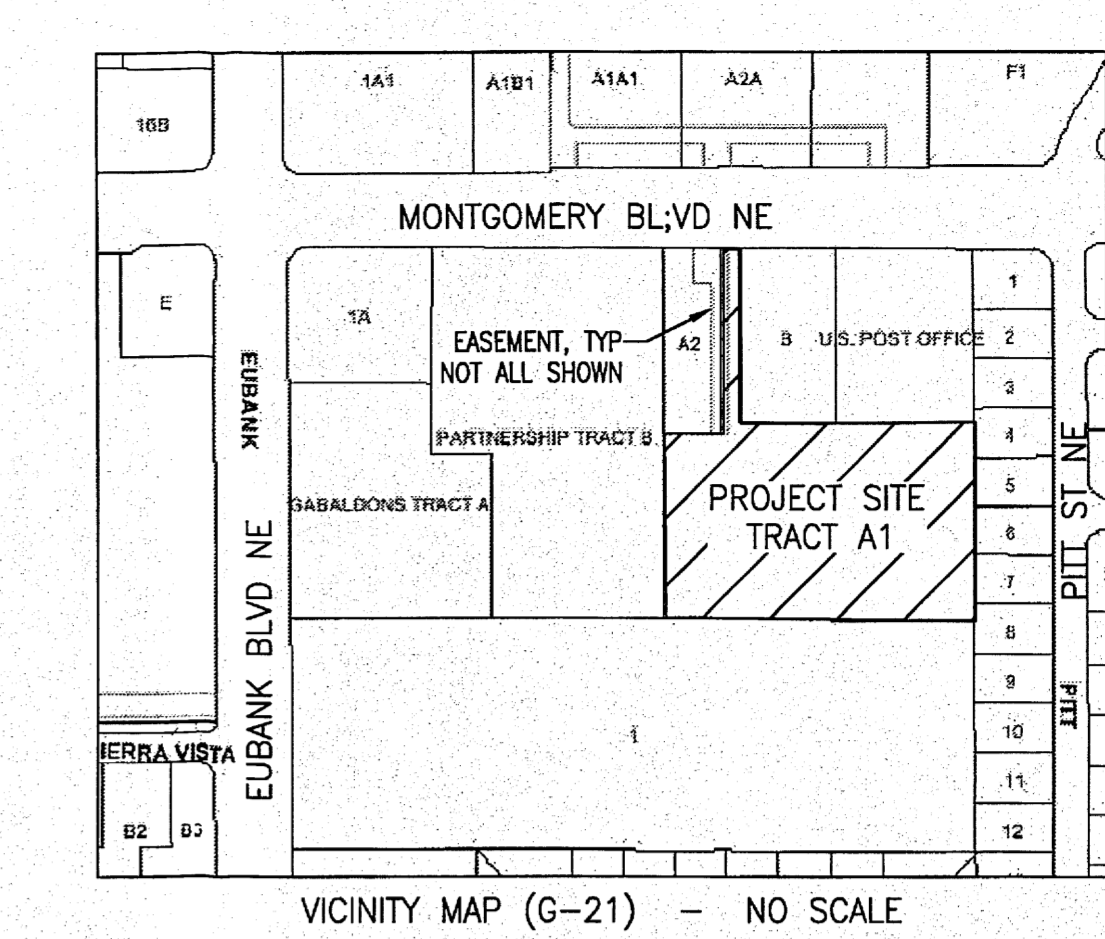 1A1
A1B1
A1A1
A2A
F1
16B
MONTGOMERY BL;VD NE
E
1A
EASEMENT, TYP
NOT ALL SHOWN
A2
B
U.S. POST OFFICE
1
2
3
4
5
6
7
8
9
10
11
12
EUBANK
PARTNERSHIP TRACT B
GABALDONS TRACT A
PROJECT SITE
TRACT A1
PITT ST NE
PITT
EUBANK BLVD NE
1
IERRA VISTA
B2
B3
VICINITY MAP (G-21) - NO SCALE